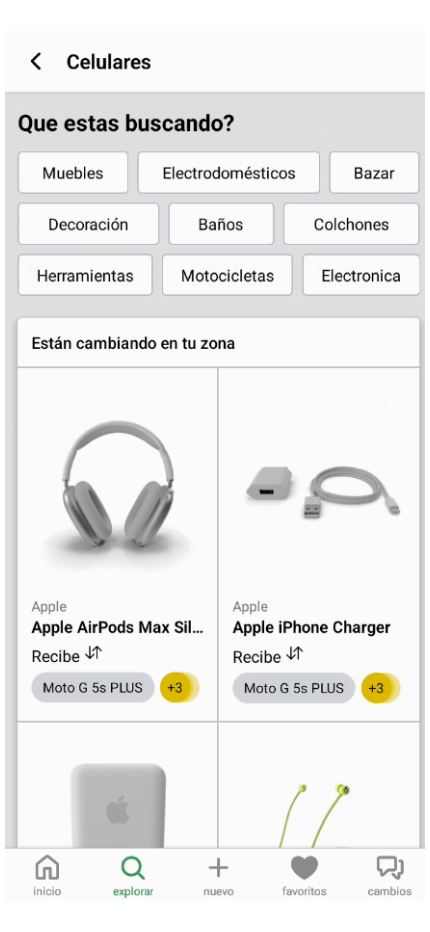 Celulares
Que estas buscando?
Muebles Electrodomésticos Bazar
Decoración Baños Colchones
Herramientas Motocicletas Electronica
Están cambiando en tu zona
Apple
Apple AirPods Max Sil...
Recibe
Moto G 5s PLUS +3
Apple
Apple iPhone Charger
Recibe
Moto G 5s PLUS +3
inicio explorar nuevo favoritos cambios